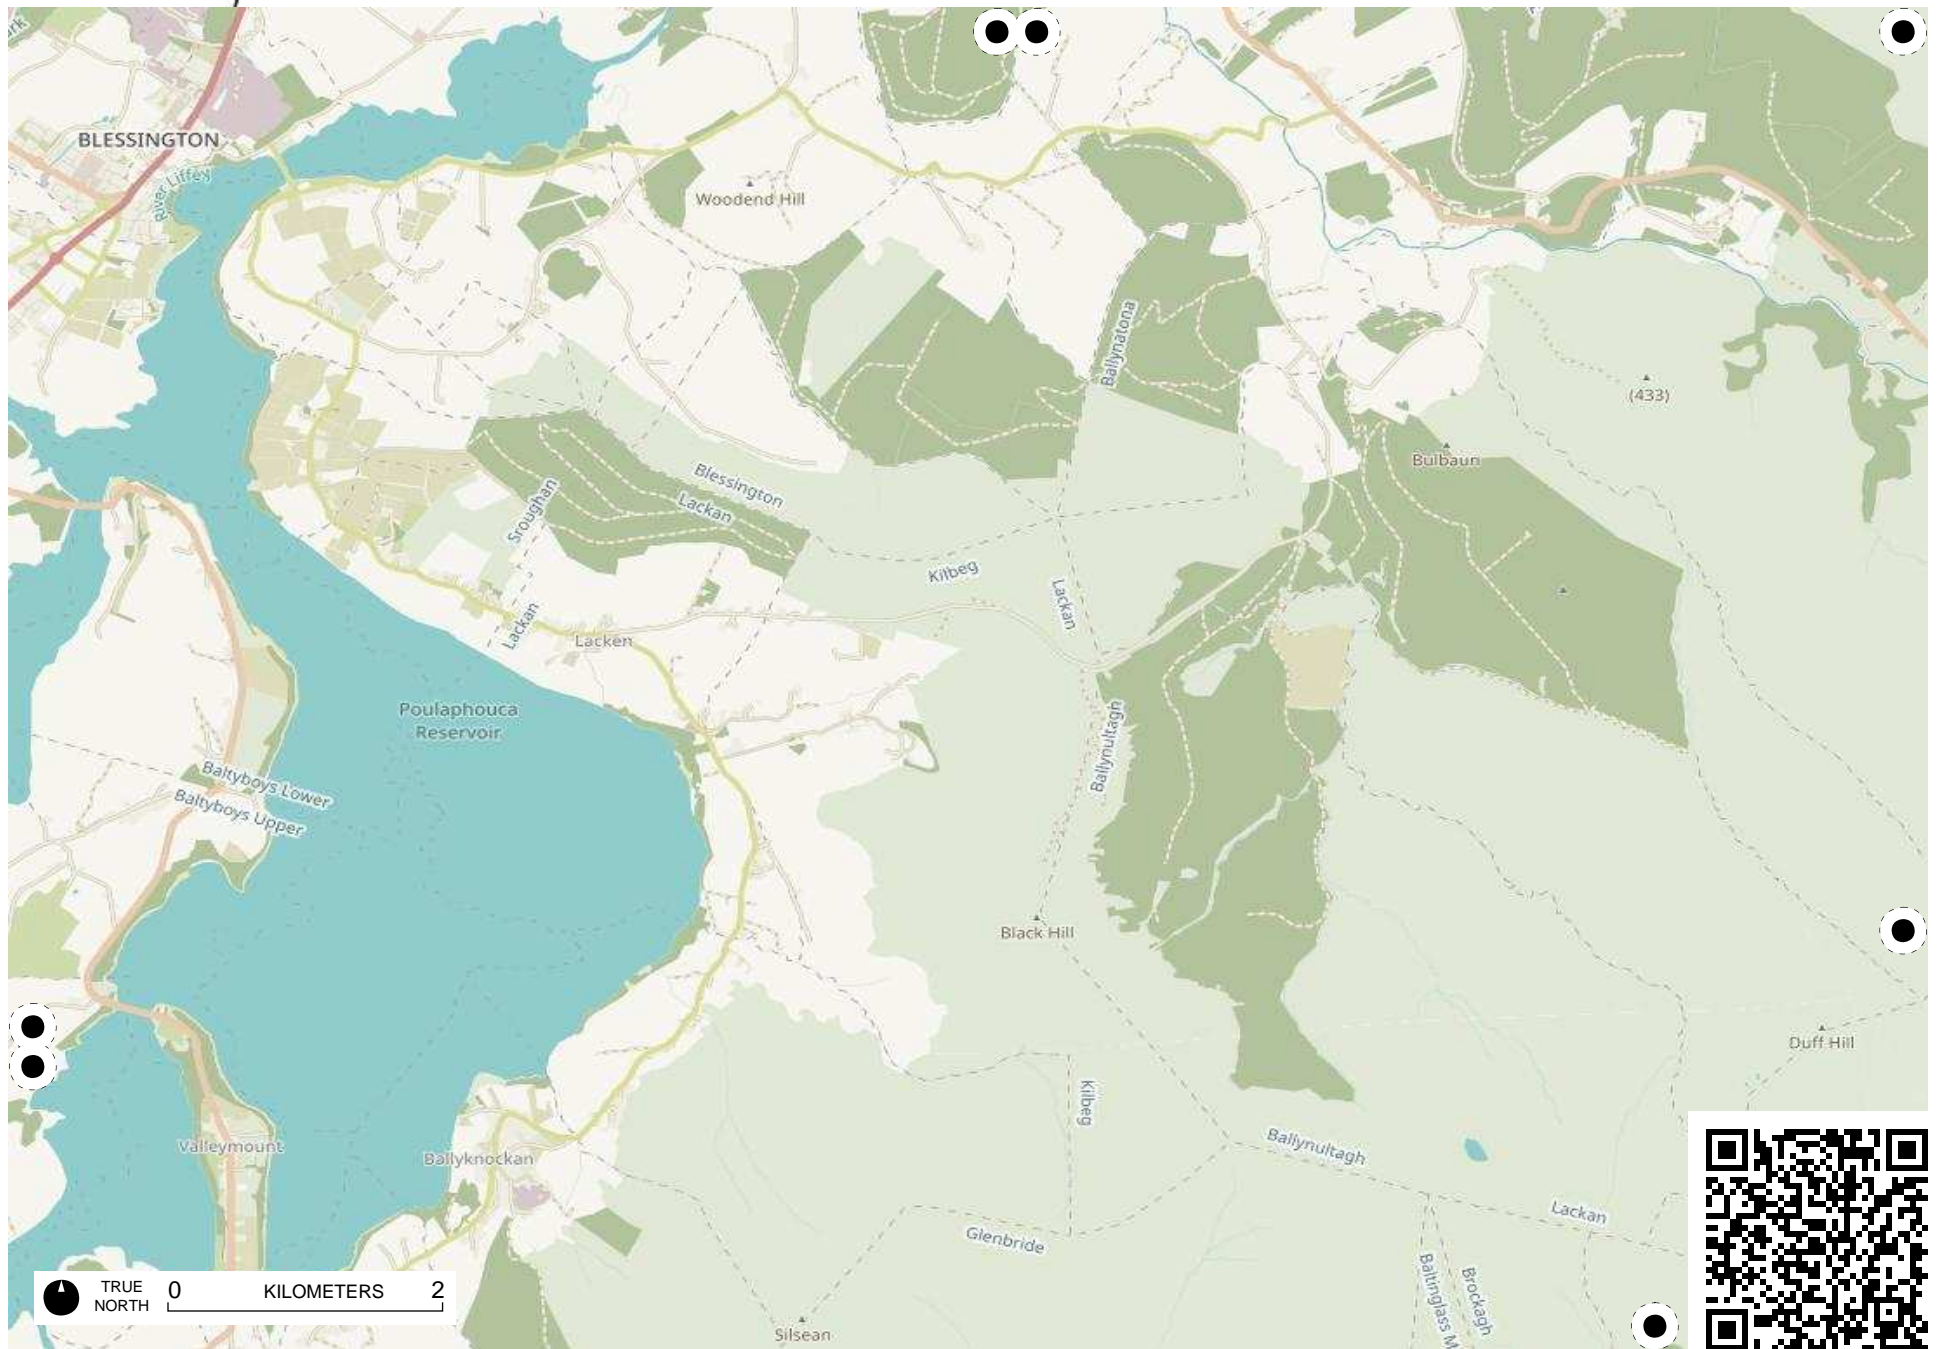 BLESSINGTON
River Liffey
Woodend Hill
Ballynatona
(433)
Bulbaun
Blessington
Lackan
Sroughan
Kilbeg
Lackan
Lackan
Lacken
Poulaphouca
Reservoir
Ballynultagh
Baltyboys Lower
Baltyboys Upper
Black Hill
Duff Hill
Kilbeg
Valleymount
Ballyknockan
Ballynultagh
Lackan
Glenbride
Baltinglass M
Brockagh
TRUE
NORTH
0 KILOMETERS 2
Silsean